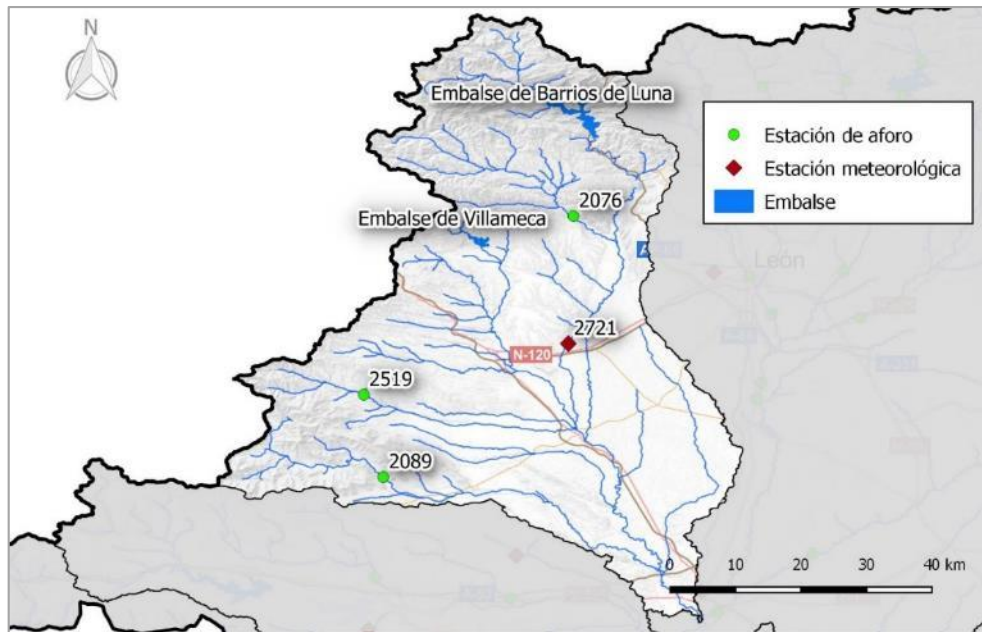 N
Embalse de Barrios de Luna
Estación de aforo
Estación meteorológica
Embalse
2076
Embalse de Villameca
León
2721
N-120
2519
2089
0 10 20 30 40 km